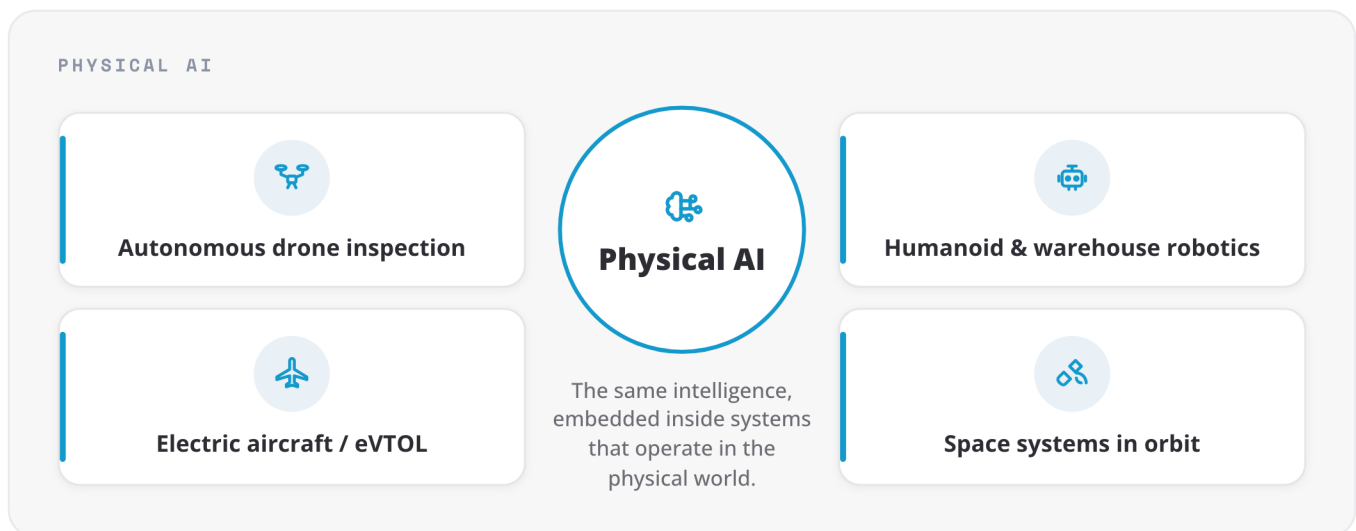 PHYSICAL AI
Autonomous drone inspection
Physical AI
Humanoid & warehouse robotics
Electric aircraft / eVTOL
The same intelligence,
embedded inside systems
that operate in the
physical world.
Space systems in orbit